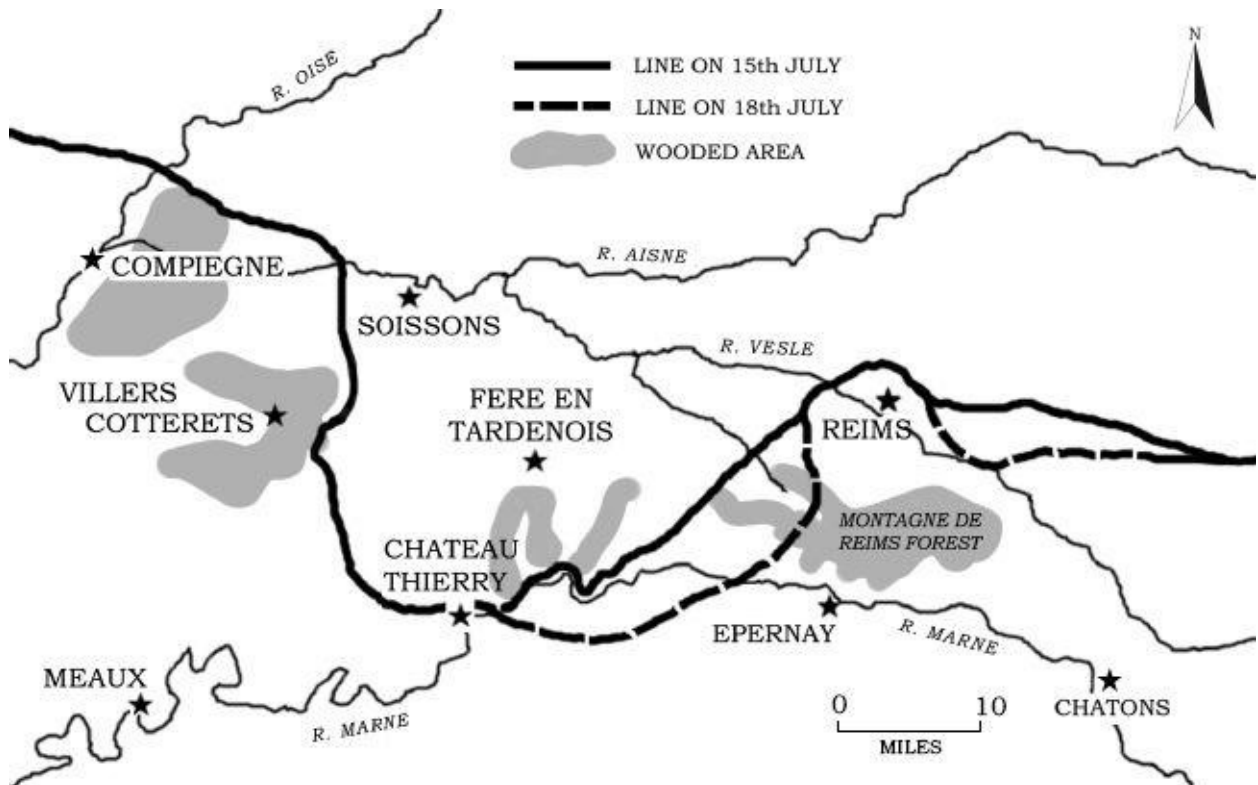 N
R. OISE
LINE ON 15th JULY
LINE ON 18th JULY
WOODED AREA
R. AISNE
COMPIEGNE
SOISSONS
R. VESLE
VILLERS
COTTERETS
FERE EN
TARDENOIS
REIMS
MONTAGNE DE
REIMS FOREST
CHATEAU
THIERRY
EPERNAY
R. MARNE
MEAUX
R. MARNE
0 10
MILES
CHATONS